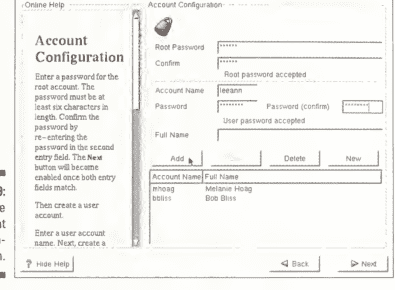 Online Help
Account Configuration
Account
Configuration
Enter a password for the
root account. The
password must be at
least six characters in
length. Confirm the
password by
re-entering the
password in the second
entry field. The Next
button will become
enabled once both entry
fields match.
Then create a user
account.
Enter a user account
name. Next, create a
Root Password ******
Confirm ******
Root password accepted
Account Name leeann
Password ******** Password (confirm) ********
User password accepted
Full Name
Add Delete New
Account Name Full Name
mhoag Melanie Hoag
bbliss Bob Bliss
? Hide Help Back Next
9:
e
nt
n.